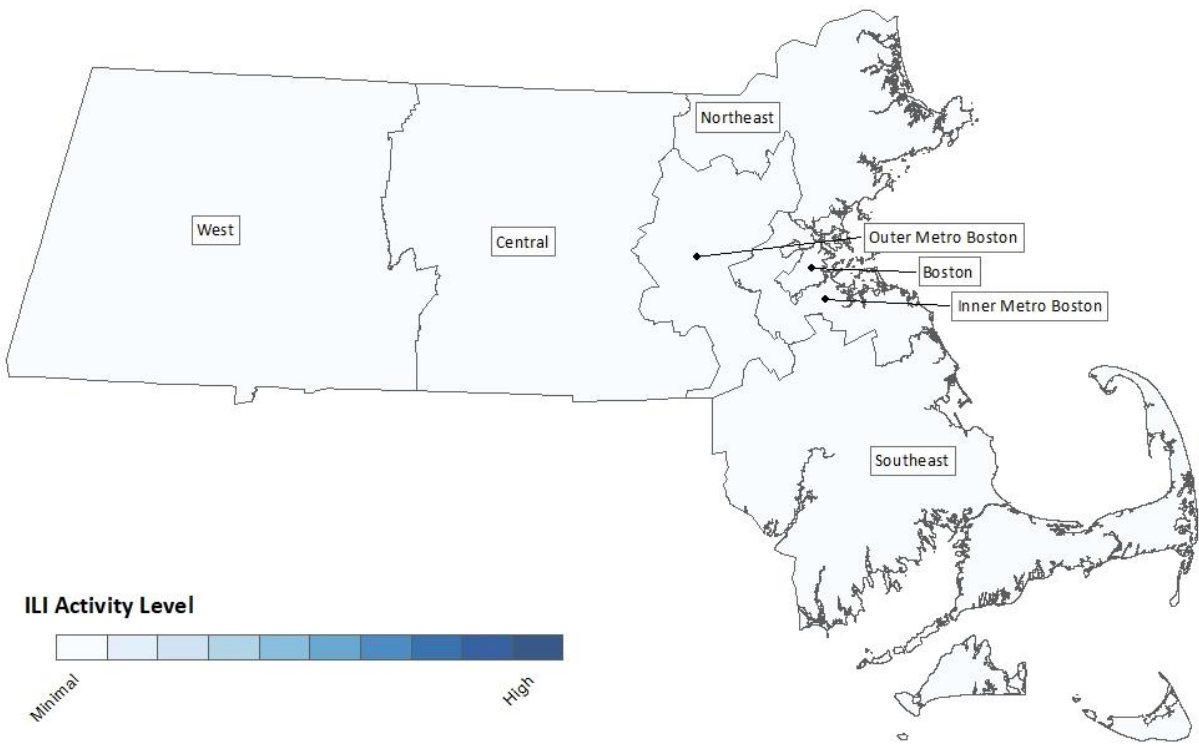 Northeast
West
Central
Outer Metro Boston
Boston
Inner Metro Boston
Southeast
ILI Activity Level
Minimal
High